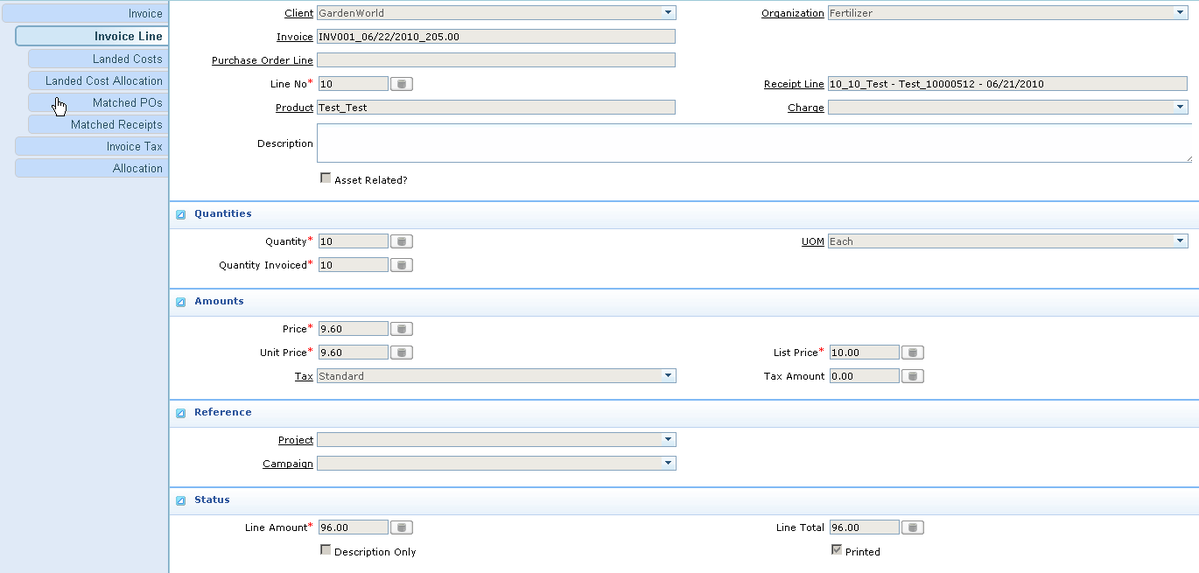 Invoice
Invoice Line
Landed Costs
Landed Cost Allocation
Matched POs
Matched Receipts
Invoice Tax
Allocation
Client GardenWorld Organization Fertilizer
Invoice INV001_06/22/2010_205.00
Purchase Order Line
Line No* 10 Receipt Line 10_10_Test - Test_10000512 - 06/21/2010
Product Test_Test Charge
Description
Asset Related?
Quantities
Quantity* 10 UOM Each
Quantity Invoiced* 10
Amounts
Price* 9.60
Unit Price* 9.60 List Price* 10.00
Tax Standard Tax Amount 0.00
Reference
Project
Campaign
Status
Line Amount* 96.00 Line Total 96.00
Description Only Printed